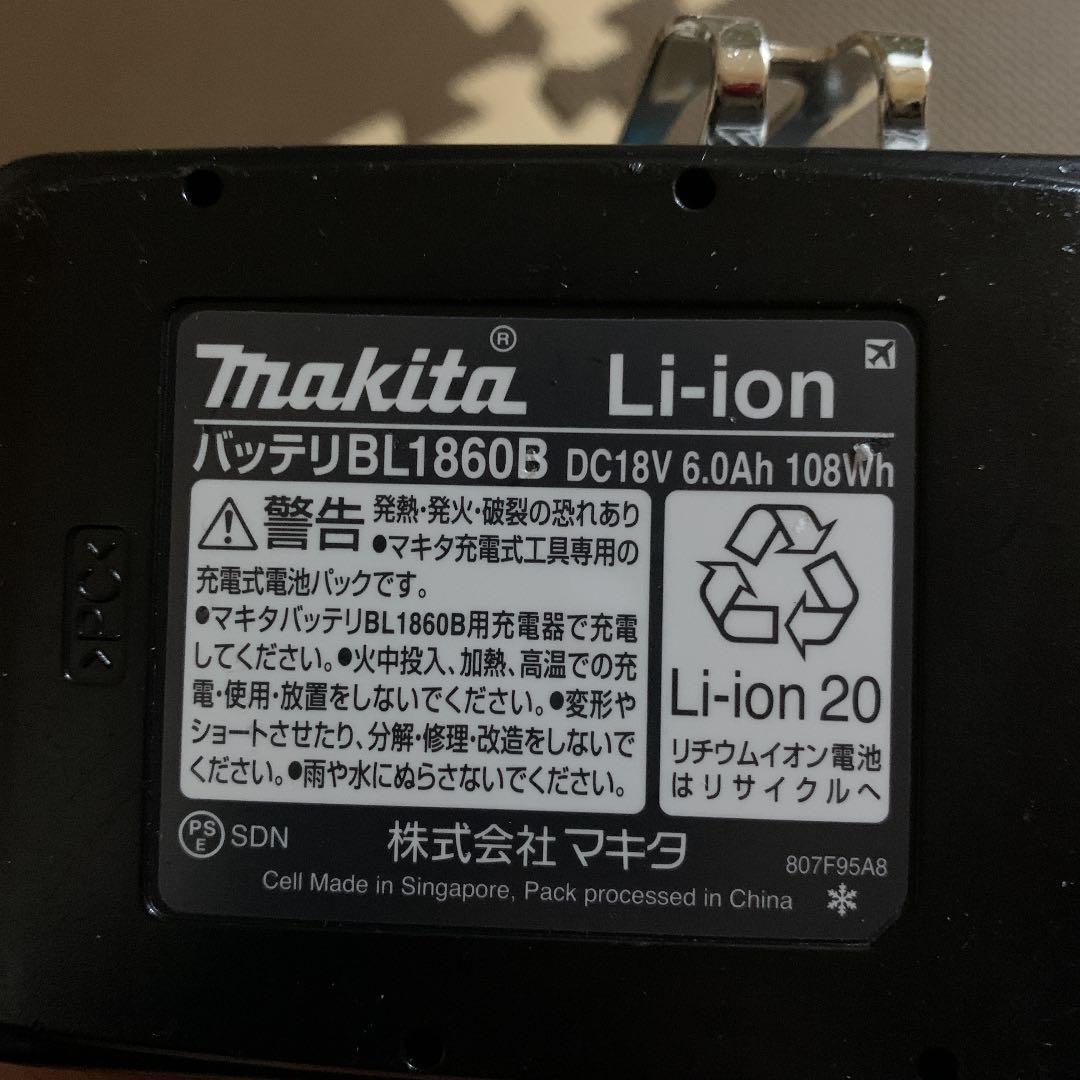 makita® Li-ion
バッテリBL1860B DC18V 6.0Ah 108Wh
警告 発熱・発火・破裂の恐れあり
●マキタ充電式工具専用の
充電式電池パックです。
●マキタバッテリBL1860B用充電器で充電
してください。●火中投入、加熱、高温での充
電・使用・放置をしないでください。●変形や
ショートさせたり、分解・修理・改造をしないで
ください。●雨や水にぬらさないでください。
Li-ion 20
リチウムイオン電池
はリサイクルへ
PSE SDN 株式会社マキタ 807F95A8
Cell Made in Singapore, Pack processed in China
>PC<